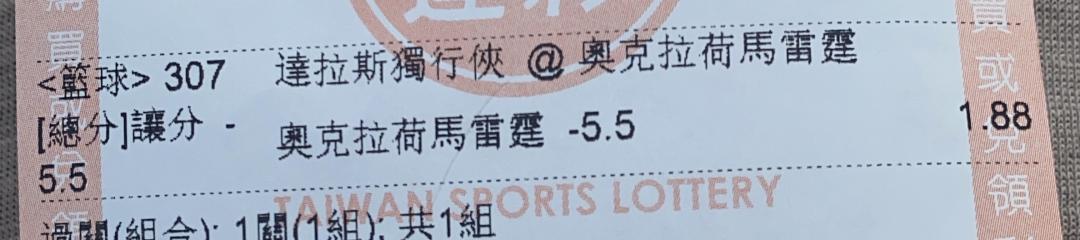 <籃球> 307 達拉斯獨行俠 @ 奧克拉荷馬雷霆
[總分]讓分 - 奧克拉荷馬雷霆 -5.5 1.88
5.5
TAIWAN SPORTS LOTTERY
過關(組合): 1關(1組); 共1組